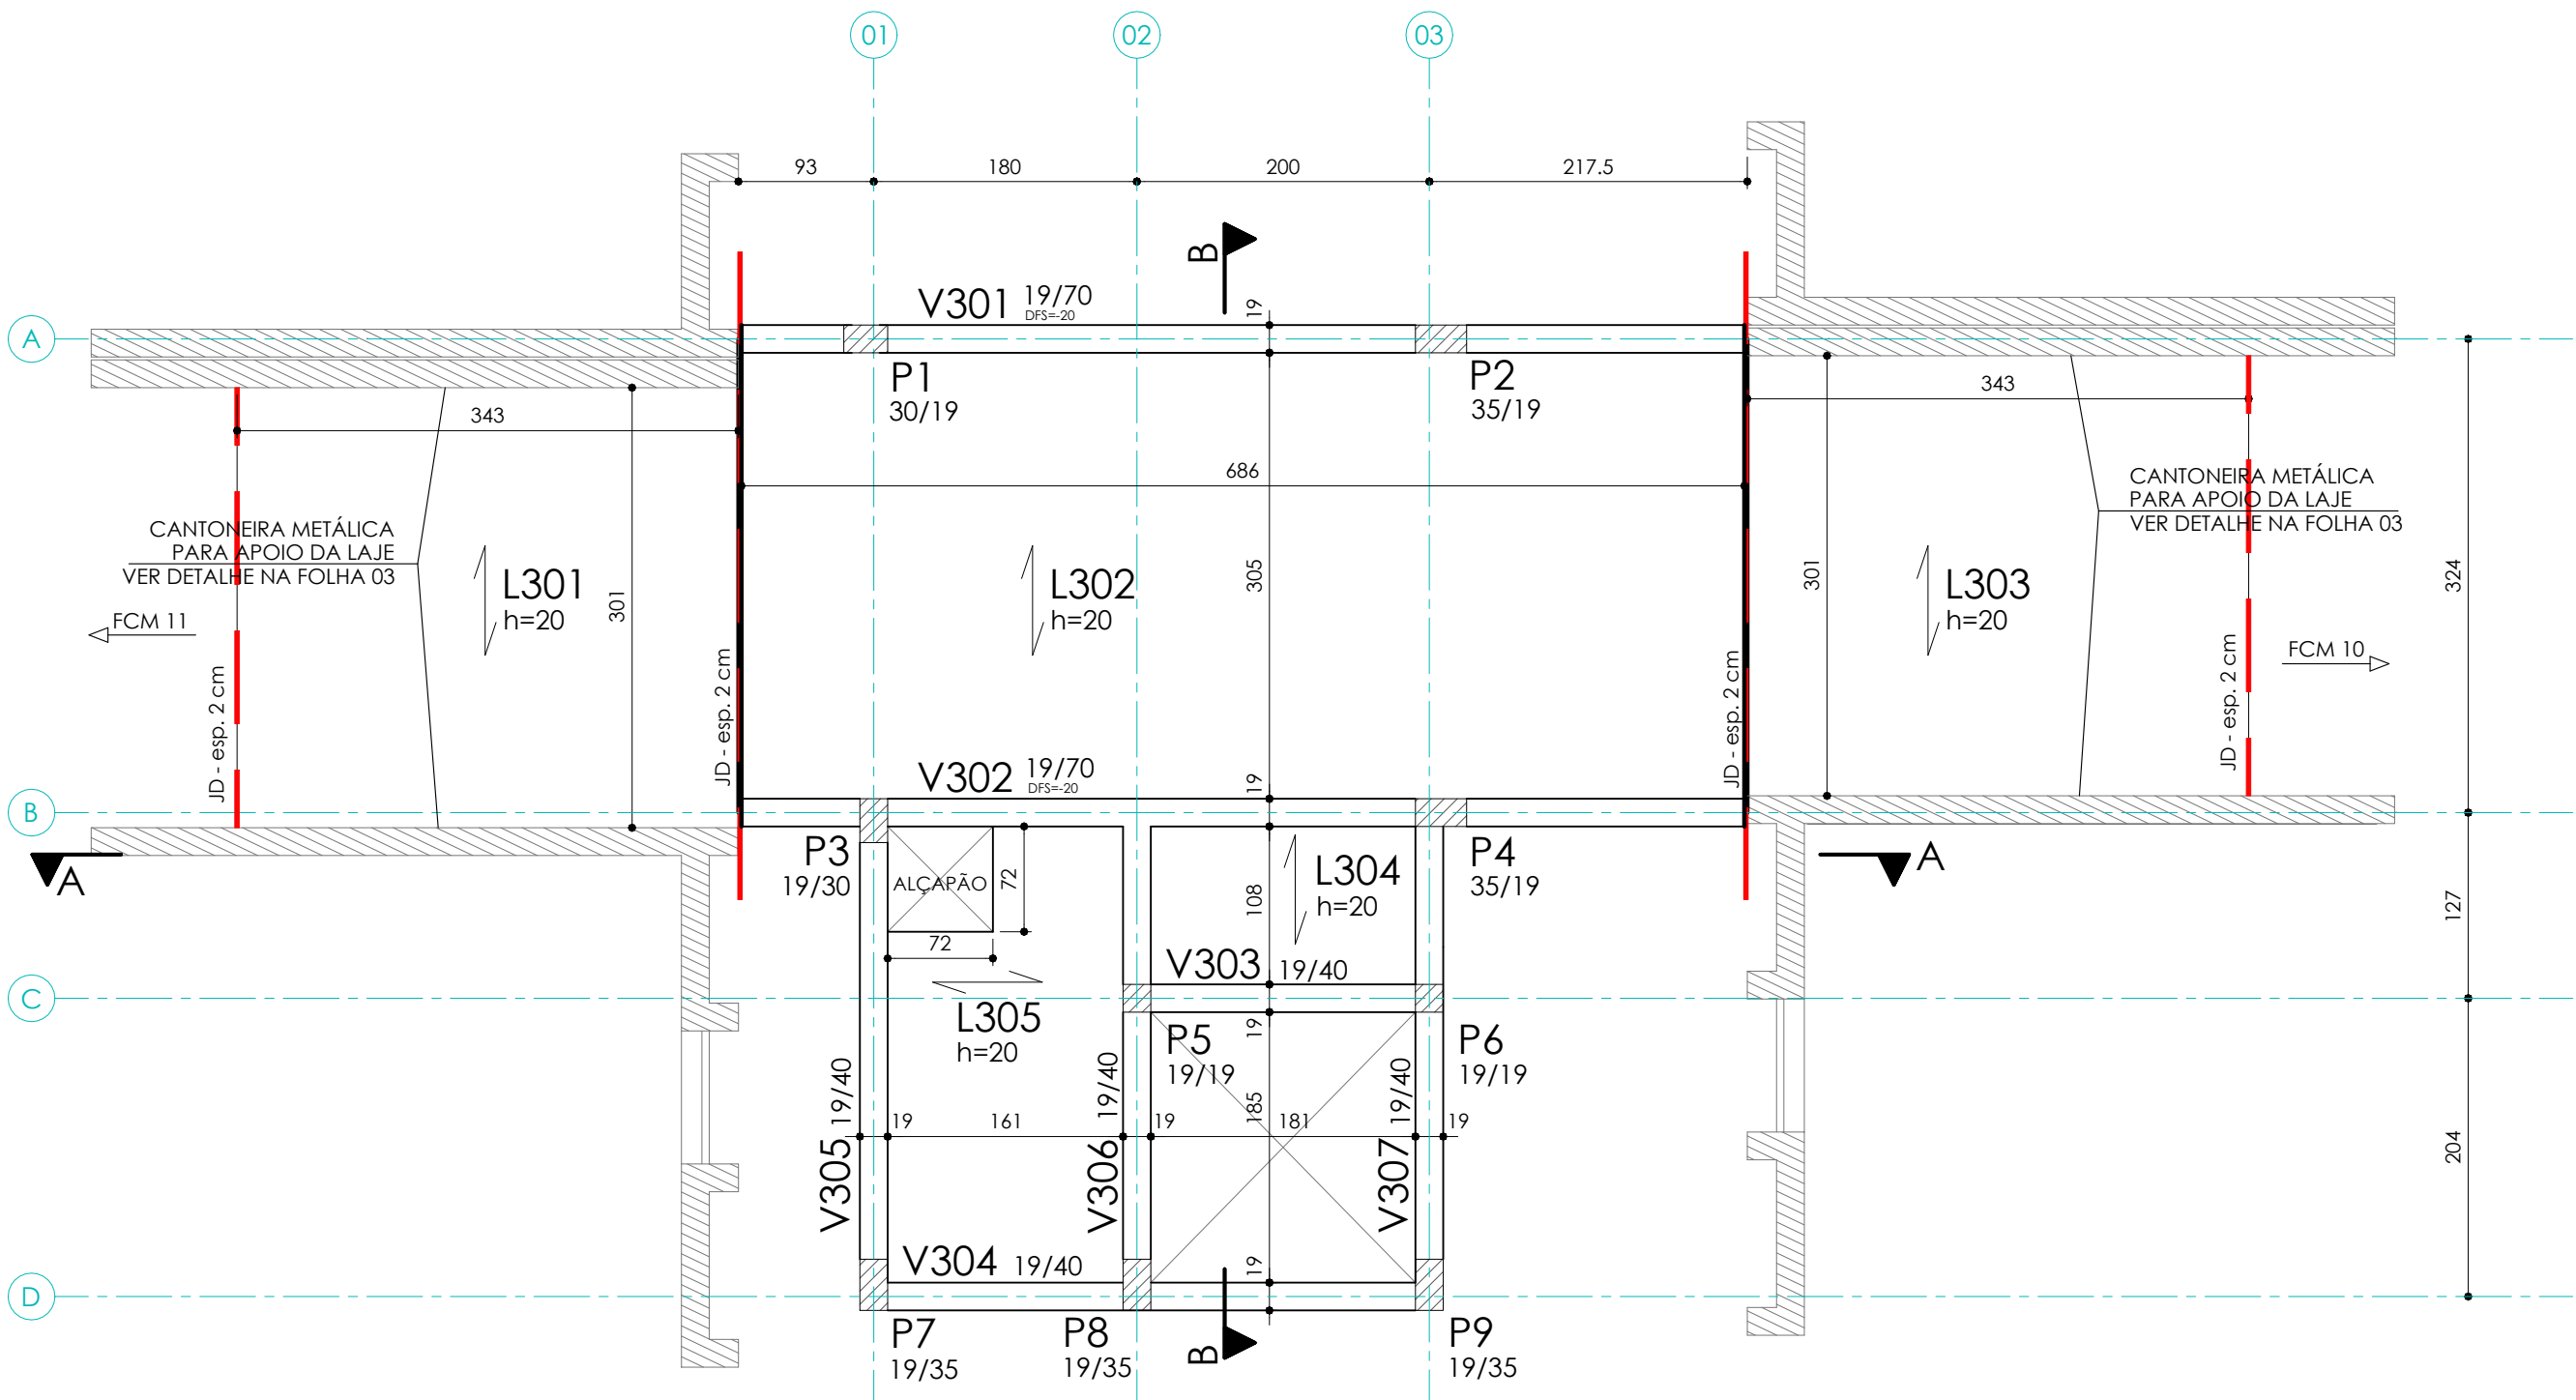 01
02
03
93
180
200
217.5
B
V301 19/70
DFS=-20
19
A
P1
30/19
P2
35/19
343
343
686
CANTONEIRA METÁLICA
PARA APOIO DA LAJE
VER DETALHE NA FOLHA 03
CANTONEIRA METÁLICA
PARA APOIO DA LAJE
VER DETALHE NA FOLHA 03
L301
h=20
301
L302
h=20
305
301
L303
h=20
324
FCM 11
FCM 10
JD - esp. 2 cm
JD - esp. 2 cm
JD - esp. 2 cm
JD - esp. 2 cm
V302 19/70
DFS=-20
19
B
A
P3
19/30
ALÇAPÃO
72
72
108
L304
h=20
P4
35/19
A
127
V303 19/40
C
L305
h=20
19
P5
19/19
P6
19/19
V305 19/40
V306 19/40
V307 19/40
185
19
161
19
181
19
204
V304 19/40
19
D
P7
19/35
P8
19/35
B
P9
19/35